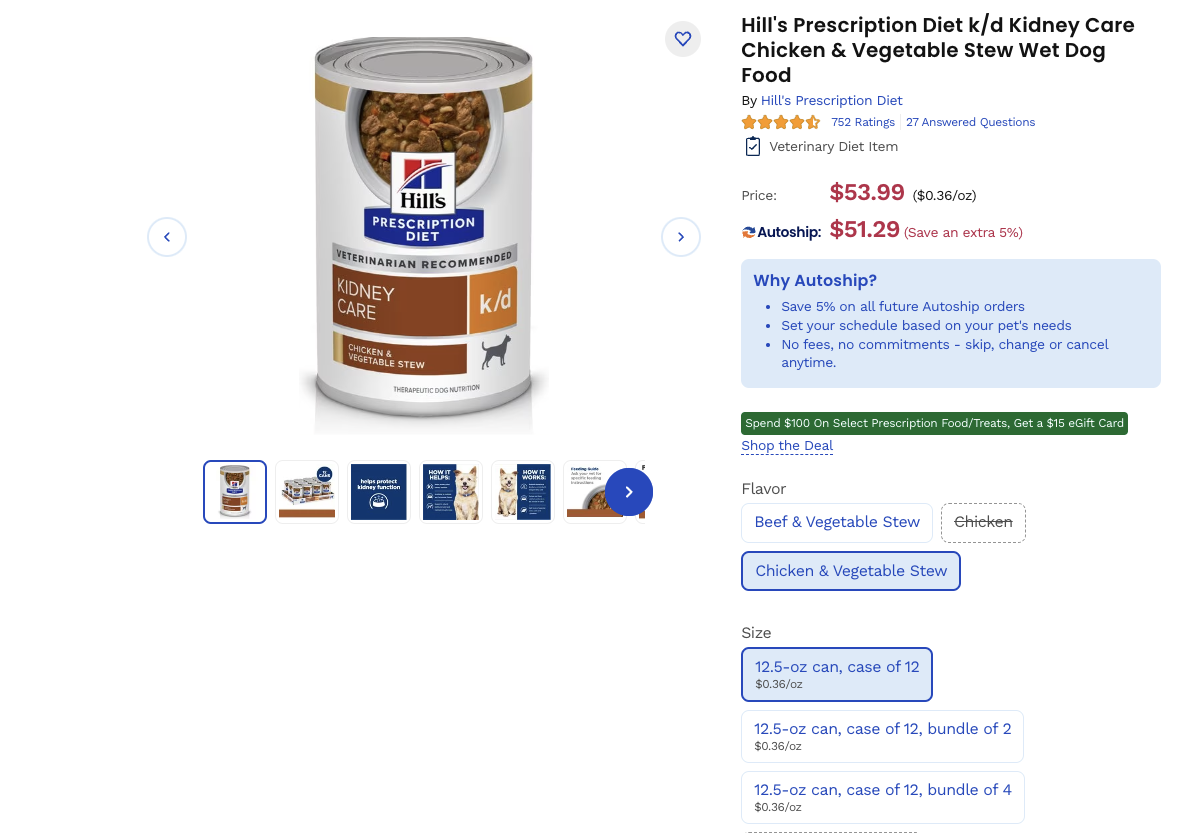 Hill's
PRESCRIPTION
DIET
VETERINARIAN RECOMMENDED
KIDNEY
CARE
k/d
CHICKEN &
VEGETABLE STEW
THERAPEUTIC DOG NUTRITION
helps protect
kidney function
HOW IT
HELPS:
HOW IT
WORKS:
Feeding Guide
Ask your vet for
specific feeding
instructions
Hill's Prescription Diet k/d Kidney Care
Chicken & Vegetable Stew Wet Dog
Food
By Hill's Prescription Diet
752 Ratings 27 Answered Questions
Veterinary Diet Item
Price: $53.99 ($0.36/oz)
Autoship: $51.29 (Save an extra 5%)
Why Autoship?
• Save 5% on all future Autoship orders
• Set your schedule based on your pet's needs
• No fees, no commitments - skip, change or cancel
anytime.
Spend $100 On Select Prescription Food/Treats, Get a $15 eGift Card
Shop the Deal
Flavor
Beef & Vegetable Stew Chicken
Chicken & Vegetable Stew
Size
12.5-oz can, case of 12
$0.36/oz
12.5-oz can, case of 12, bundle of 2
$0.36/oz
12.5-oz can, case of 12, bundle of 4
$0.36/oz